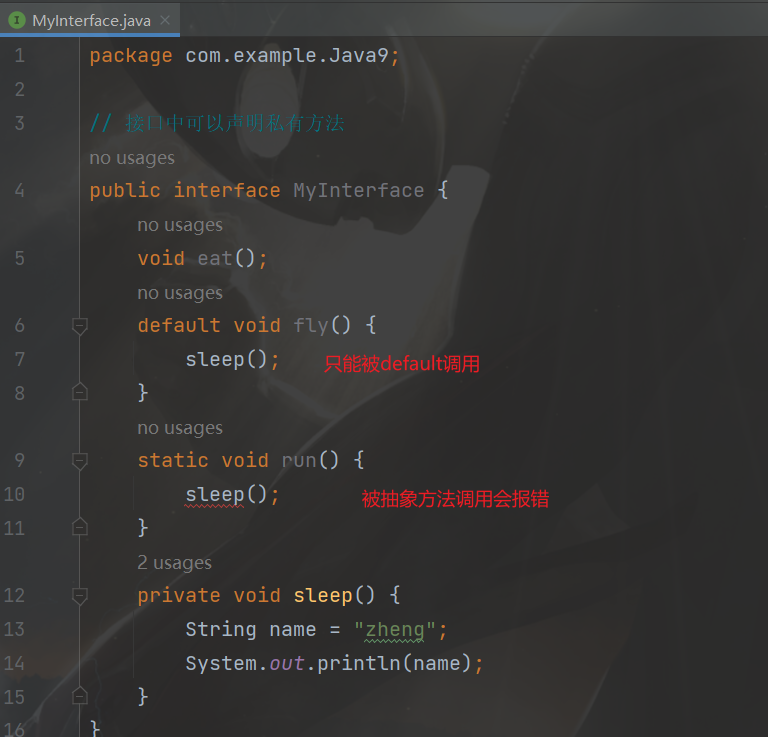 MyInterface.java
1 package com.example.Java9;
2
3 // 接口中可以声明私有方法
no usages
4 public interface MyInterface {
no usages
5 void eat();
no usages
6 default void fly() {
7 sleep(); 只能被default调用
8 }
no usages
9 static void run() {
10 sleep(); 被抽象方法调用会报错
11 }
2 usages
12 private void sleep() {
13 String name = "zheng";
14 System.out.println(name);
15 }
16 }